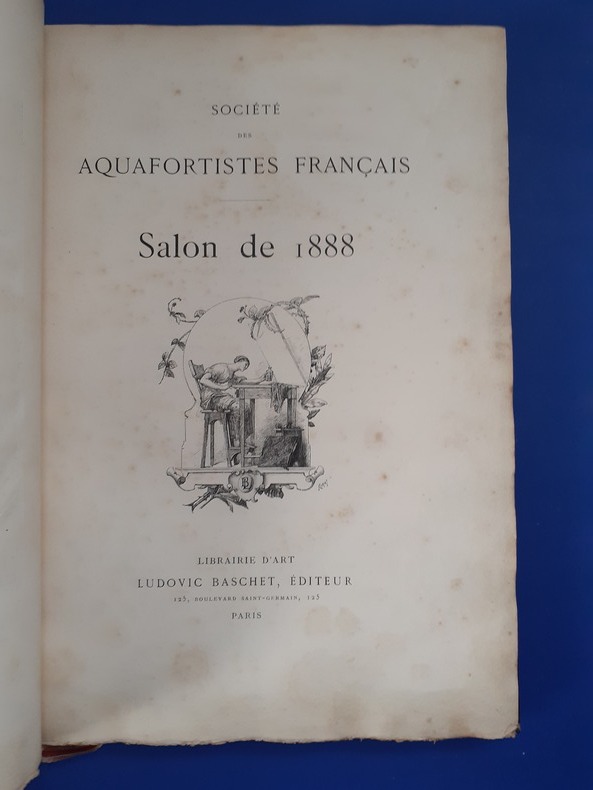 SOCIÉTÉ
DES
AQUAFORTISTES FRANÇAIS
Salon de 1888
LIBRAIRIE D'ART
LUDOVIC BASCHET, ÉDITEUR
125, BOULEVARD SAINT-GERMAIN, 125
PARIS